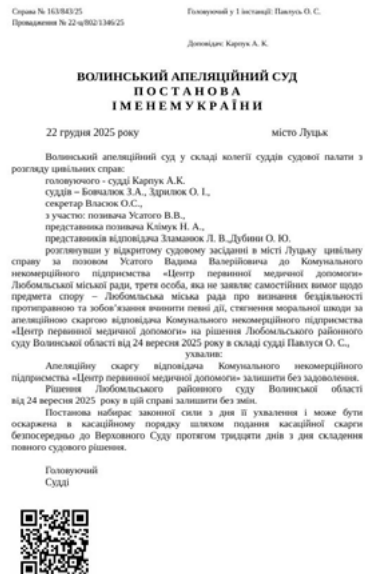 Справа № 163/843/25 Головуючий у 1 інстанції: Павлусь О. С.
Провадження № 22-ц/802/1346/25
Доповідач: Карпук А. К.
ВОЛИНСЬКИЙ АПЕЛЯЦІЙНИЙ СУД
П О С Т А Н О В А
І М Е Н Е М У К Р А Ї Н И
22 грудня 2025 року місто Луцьк
Волинський апеляційний суд у складі колегії суддів судової палати з
розгляду цивільних справ:
головуючого - судді Карпук А.К.
суддів – Бовчалюк З.А., Здрилюк О. І.,
секретар Власюк О.С.,
з участю: позивача Усатого В.В.,
представника позивача Клімук Н. А.,
представників відповідача Зламанюк Л. В.,Дубини О. Ю.
розглянувши у відкритому судовому засіданні в місті Луцьку цивільну
справу за позовом Усатого Вадима Валерійовича до Комунального
некомерційного підприємства «Центр первинної медичної допомоги»
Любомльської міської ради, третя особа, яка не заявляє самостійних вимог щодо
предмета спору – Любомльська міська рада про визнання бездіяльності
протиправною та зобов’язання вчинити певні дії, стягнення моральної шкоди за
апеляційною скаргою відповідача Комунального некомерційного підприємства
«Центр первинної медичної допомоги» на рішення Любомльського районного
суду Волинської області від 24 вересня 2025 року в складі судді Павлуся О. С.,
ухвалив:
Апеляційну скаргу відповідача Комунального некомерційного
підприємства «Центр первинної медичної допомоги» залишити без задоволення.
Рішення Любомльського районного суду Волинської області
від 24 вересня 2025 року в цій справі залишити без змін.
Постанова набирає законної сили з дня її ухвалення і може бути
оскаржена в касаційному порядку шляхом подання касаційної скарги
безпосередньо до Верховного Суду протягом тридцяти днів з дня складення
повного судового рішення.
Головуючий
Судді